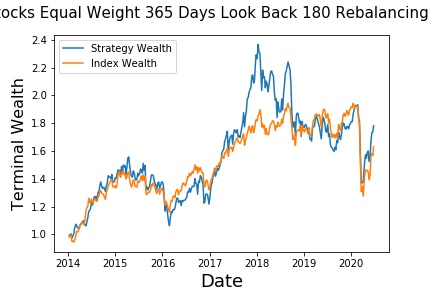 tocks Equal Weight 365 Days Look Back 180 Rebalancing
Strategy Wealth
Index Wealth
Terminal Wealth
2.4
2.2
2.0
1.8
1.6
1.4
1.2
1.0
2014 2015 2016 2017 2018 2019 2020
Date